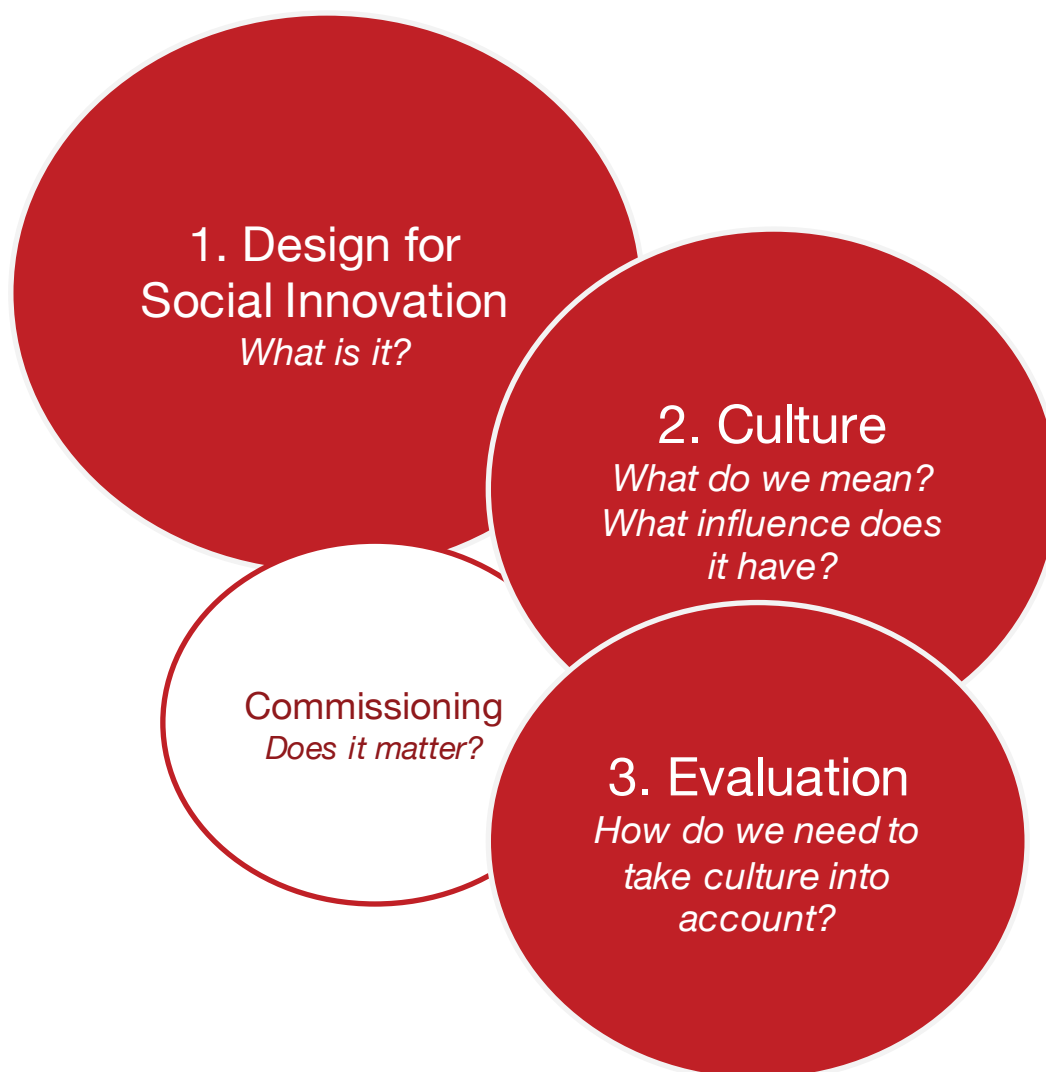 1. Design for
Social Innovation
What is it?
2. Culture
What do we mean?
What influence does
it have?
Commissioning
Does it matter?
3. Evaluation
How do we need to
take culture into
account?